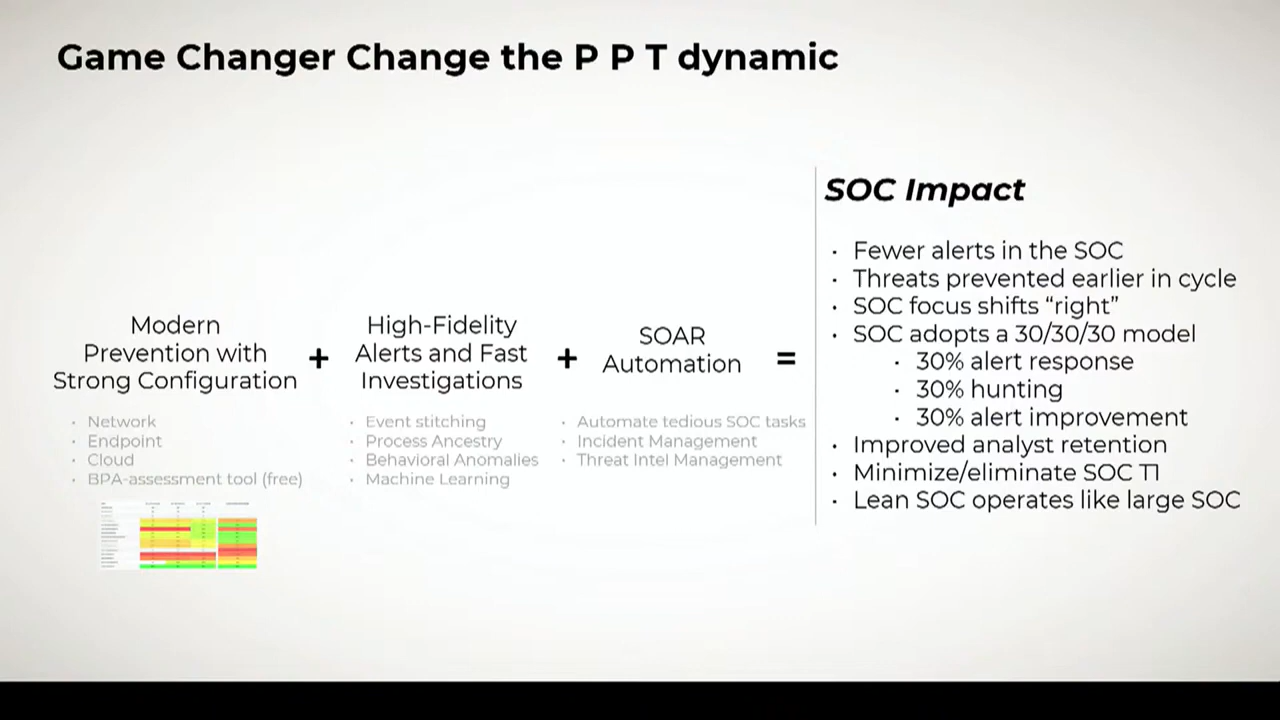 Game Changer Change the P P T dynamic
Modern
Prevention with
Strong Configuration
· Network
· Endpoint
· Cloud
· BPA-assessment tool (free)
+
High-Fidelity
Alerts and Fast
Investigations
· Event stitching
· Process Ancestry
· Behavioral Anomalies
· Machine Learning
+
SOAR
Automation
· Automate tedious SOC tasks
· Incident Management
· Threat Intel Management
=
SOC Impact
· Fewer alerts in the SOC
· Threats prevented earlier in cycle
· SOC focus shifts “right”
· SOC adopts a 30/30/30 model
· 30% alert response
· 30% hunting
· 30% alert improvement
· Improved analyst retention
· Minimize/eliminate SOC T1
· Lean SOC operates like large SOC